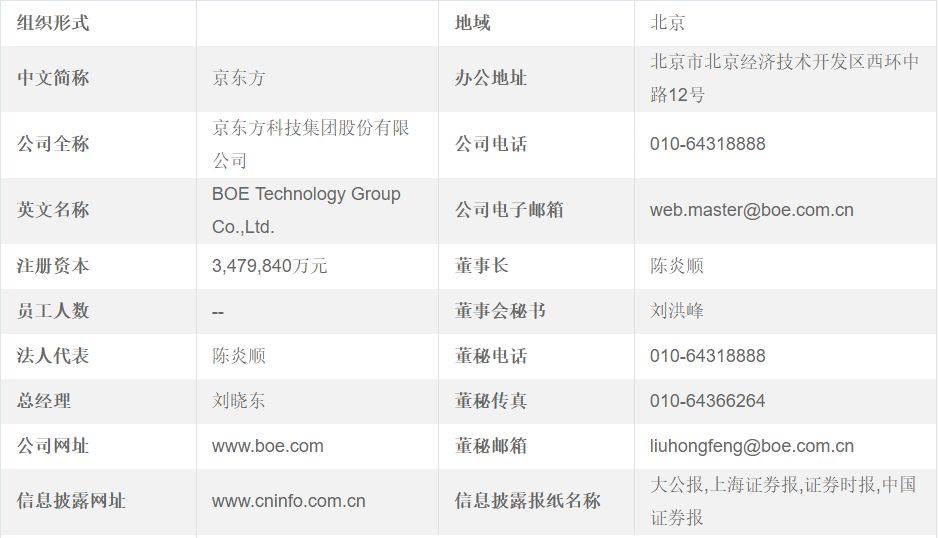 组织形式 地域 北京
中文简称 京东方 办公地址 北京市北京经济技术开发区西环中
路12号
公司全称 京东方科技集团股份有限
公司 公司电话 010-64318888
英文名称 BOE Technology Group
Co.,Ltd. 公司电子邮箱 web.master@boe.com.cn
注册资本 3,479,840万元 董事长 陈炎顺
员工人数 -- 董事会秘书 刘洪峰
法人代表 陈炎顺 董秘电话 010-64318888
总经理 刘晓东 董秘传真 010-64366264
公司网址 www.boe.com 董秘邮箱 liuhongfeng@boe.com.cn
信息披露网址 www.cninfo.com.cn 信息披露报纸名称 大公报,上海证券报,证券时报,中国
证券报